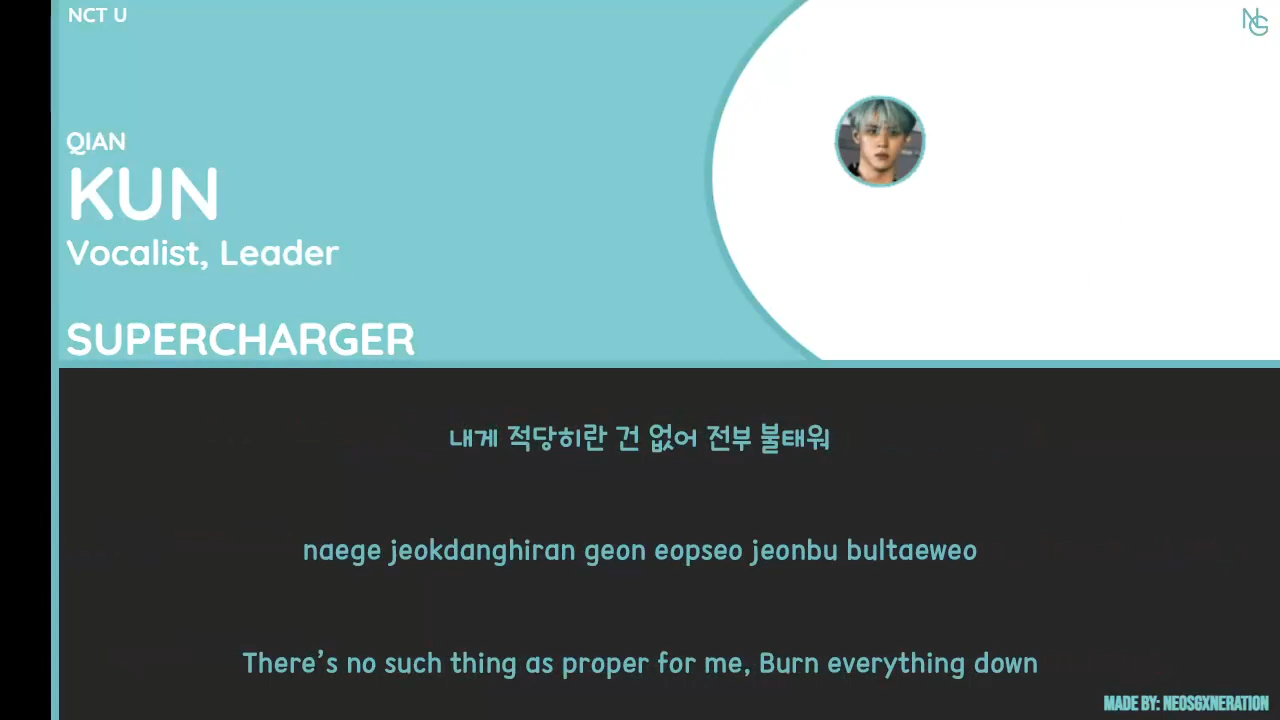 NCT U
NG
QIAN
KUN
Vocalist, Leader
SUPERCHARGER
내게 적당히란 건 없어 전부 불태워
naege jeokdanghiran geon eopseo jeonbu bultaeweo
There's no such thing as proper for me, Burn everything down
MADE BY: NEOSGXNERATION